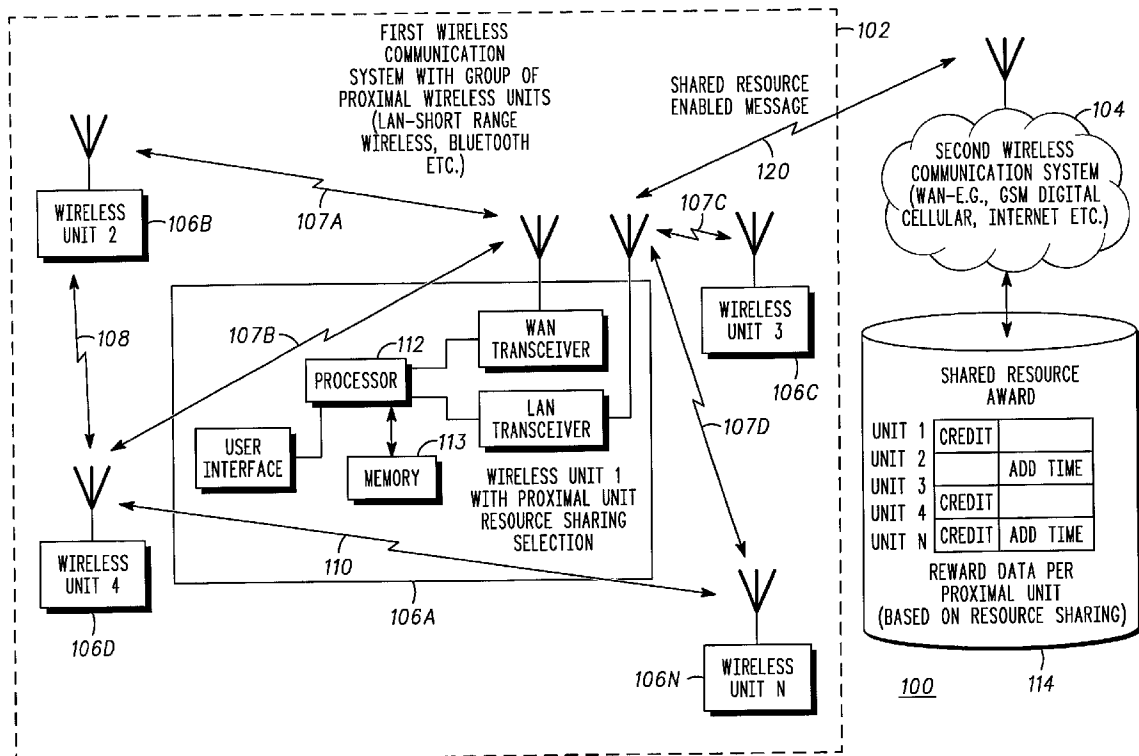 FIRST WIRELESS
COMMUNICATION
SYSTEM WITH GROUP OF
PROXIMAL WIRELESS UNITS
(LAN-SHORT RANGE
WIRELESS, BLUETOOTH
ETC.)
102
SHARED RESOURCE
ENABLED MESSAGE
120
104
SECOND WIRELESS
COMMUNICATION SYSTEM
(WAN-E.G., GSM DIGITAL
CELLULAR, INTERNET ETC.)
WIRELESS
UNIT 2
106B
107A
107C
WIRELESS
UNIT 3
106C
108
107B
112
PROCESSOR
WAN
TRANSCEIVER
LAN
TRANSCEIVER
USER
INTERFACE
113
MEMORY
WIRELESS UNIT 1
WITH PROXIMAL UNIT
RESOURCE SHARING
SELECTION
107D
110
106A
WIRELESS
UNIT 4
106D
106N
WIRELESS
UNIT N
SHARED RESOURCE
AWARD
UNIT 1 CREDIT
UNIT 2 ADD TIME
UNIT 3
UNIT 4 CREDIT
UNIT N CREDIT ADD TIME
REWARD DATA PER
PROXIMAL UNIT
(BASED ON RESOURCE SHARING)
100
114